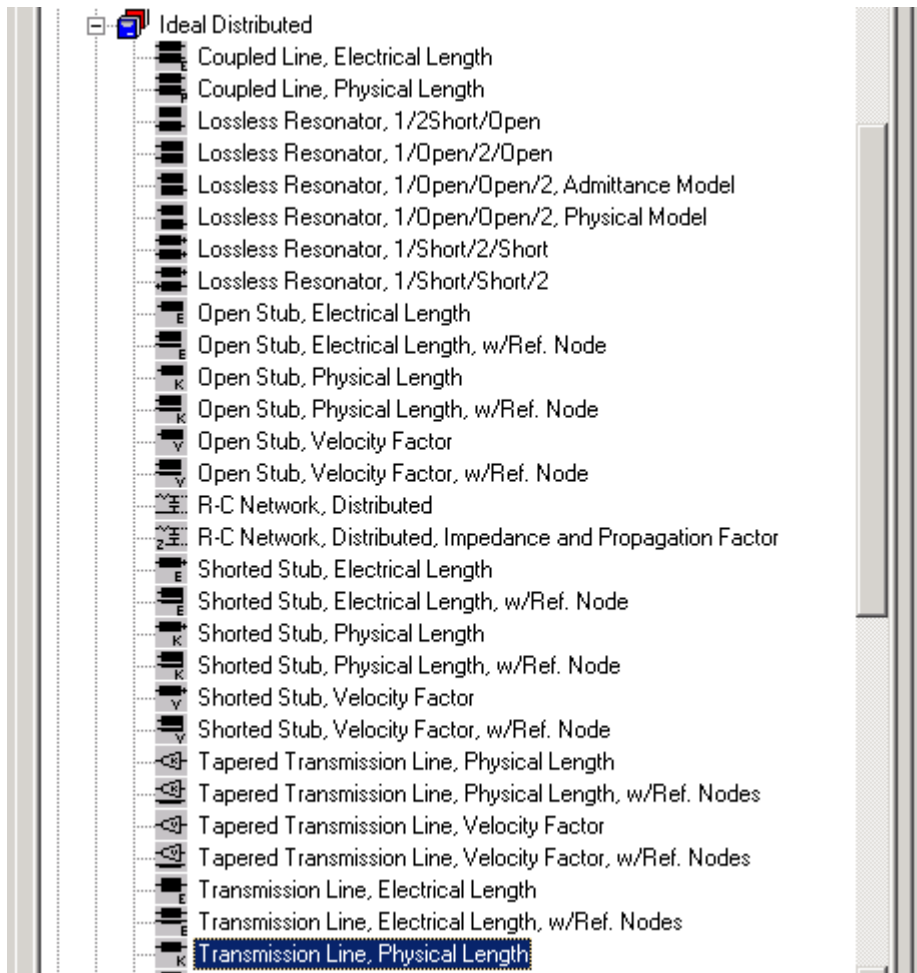 Ideal Distributed
Coupled Line, Electrical Length
Coupled Line, Physical Length
Lossless Resonator, 1/2Short/Open
Lossless Resonator, 1/Open/2/Open
Lossless Resonator, 1/Open/Open/2, Admittance Model
Lossless Resonator, 1/Open/Open/2, Physical Model
Lossless Resonator, 1/Short/2/Short
Lossless Resonator, 1/Short/Short/2
E Open Stub, Electrical Length
E Open Stub, Electrical Length, w/Ref. Node
K Open Stub, Physical Length
K Open Stub, Physical Length, w/Ref. Node
V Open Stub, Velocity Factor
V Open Stub, Velocity Factor, w/Ref. Node
R-C Network, Distributed
Z R-C Network, Distributed, Impedance and Propagation Factor
E Shorted Stub, Electrical Length
E Shorted Stub, Electrical Length, w/Ref. Node
K Shorted Stub, Physical Length
K Shorted Stub, Physical Length, w/Ref. Node
V Shorted Stub, Velocity Factor
V Shorted Stub, Velocity Factor, w/Ref. Node
Tapered Transmission Line, Physical Length
Tapered Transmission Line, Physical Length, w/Ref. Nodes
Tapered Transmission Line, Velocity Factor
Tapered Transmission Line, Velocity Factor, w/Ref. Nodes
E Transmission Line, Electrical Length
E Transmission Line, Electrical Length, w/Ref. Nodes
K Transmission Line, Physical Length